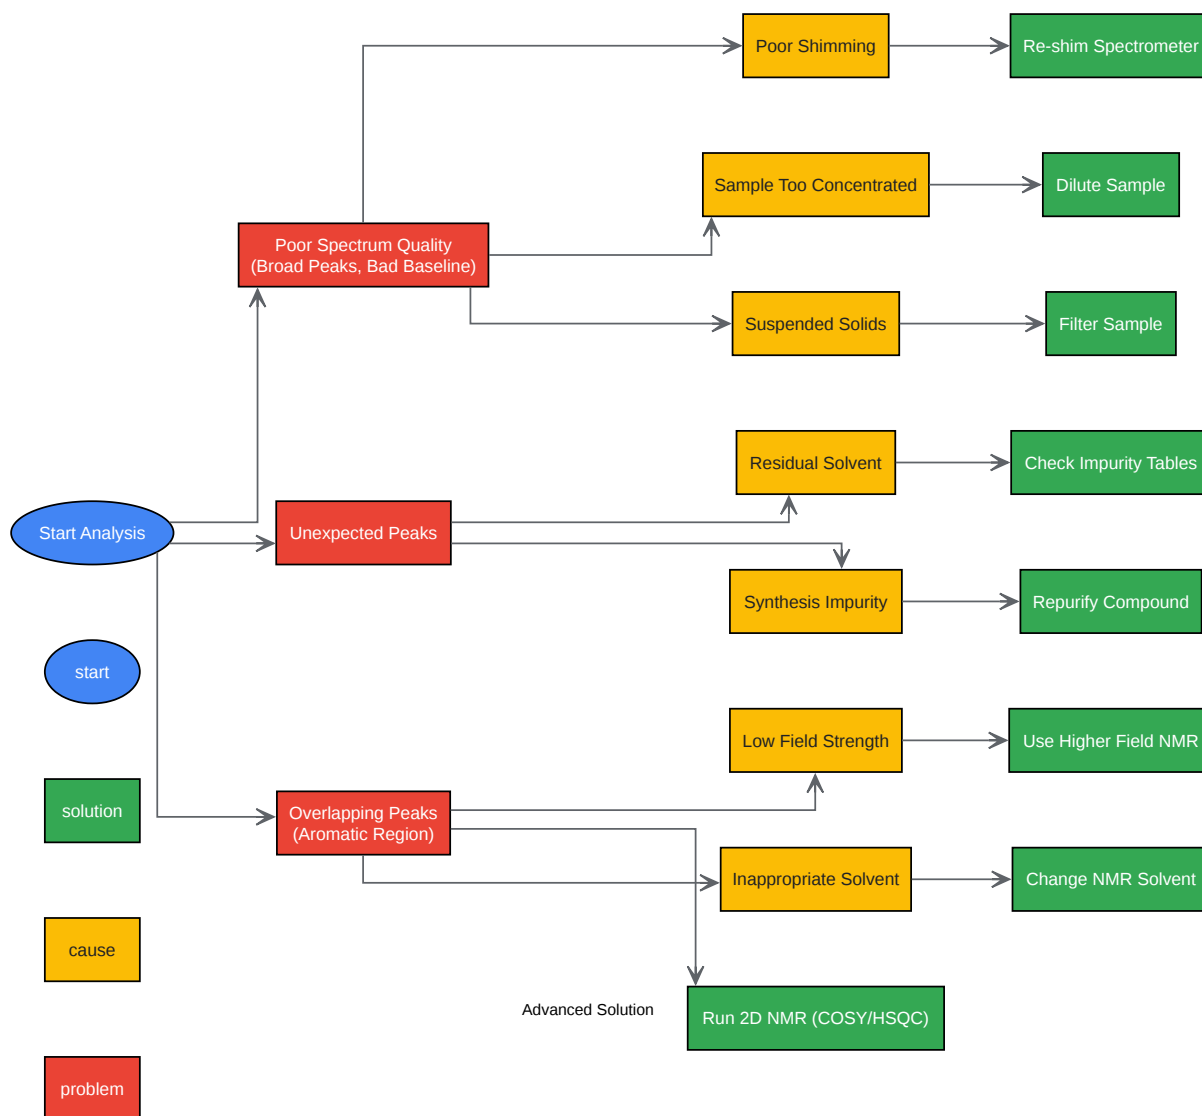 Poor Shimming
Re-shim Spectrometer
Sample Too Concentrated
Dilute Sample
Poor Spectrum Quality
(Broad Peaks, Bad Baseline)
Suspended Solids
Filter Sample
Residual Solvent
Check Impurity Tables
Start Analysis
Unexpected Peaks
Synthesis Impurity
Repurify Compound
start
Low Field Strength
Use Higher Field NMR
solution
Overlapping Peaks
(Aromatic Region)
Inappropriate Solvent
Change NMR Solvent
cause
Advanced Solution
Run 2D NMR (COSY/HSQC)
problem